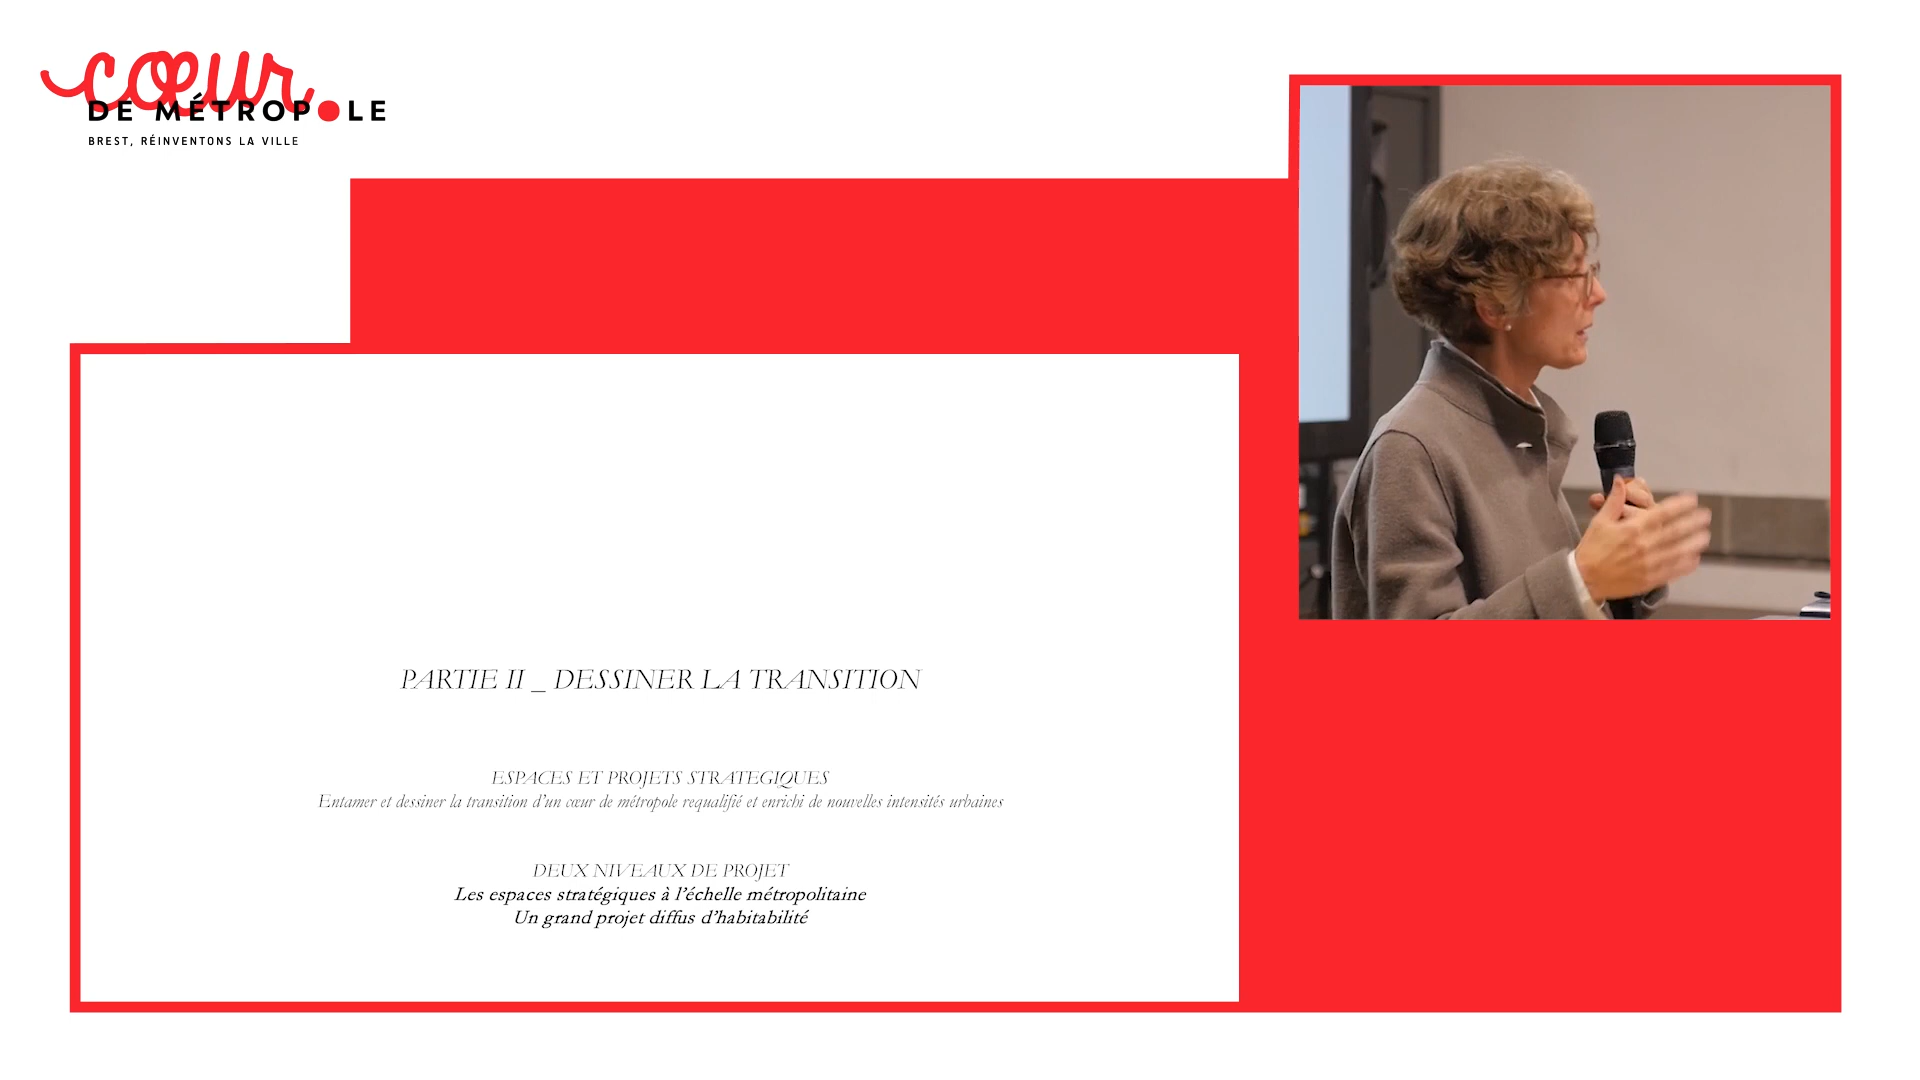 cœur
DE MÉTROPOLE
BREST, RÉINVENTONS LA VILLE
PARTIE II _ DESSINER LA TRANSITION
ESPACES ET PROJETS STRATEGIQUES
Entamer et dessiner la transition d’un cœur de métropole requalifié et enrichi de nouvelles intensités urbaines
DEUX NIVEAUX DE PROJET
Les espaces stratégiques à l’échelle métropolitaine
Un grand projet diffus d’habitabilité